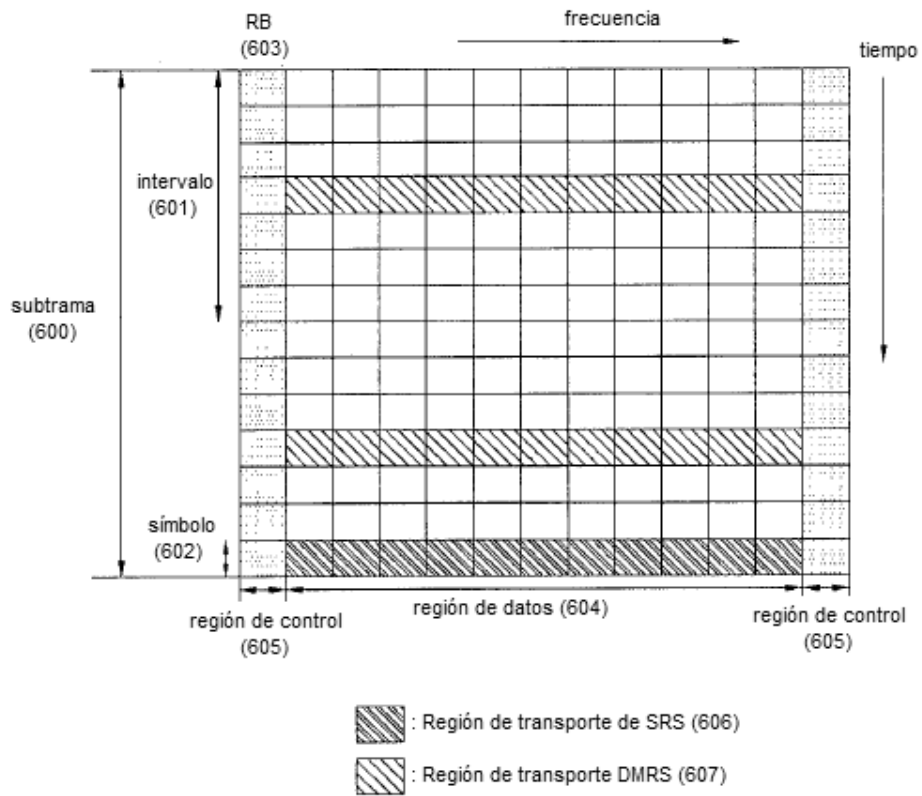 RB
(603)
frecuencia
tiempo
intervalo
(601)
subtrama
(600)
símbolo
(602)
región de control
(605)
región de datos (604)
región de control
(605)
: Región de transporte de SRS (606)
: Región de transporte DMRS (607)